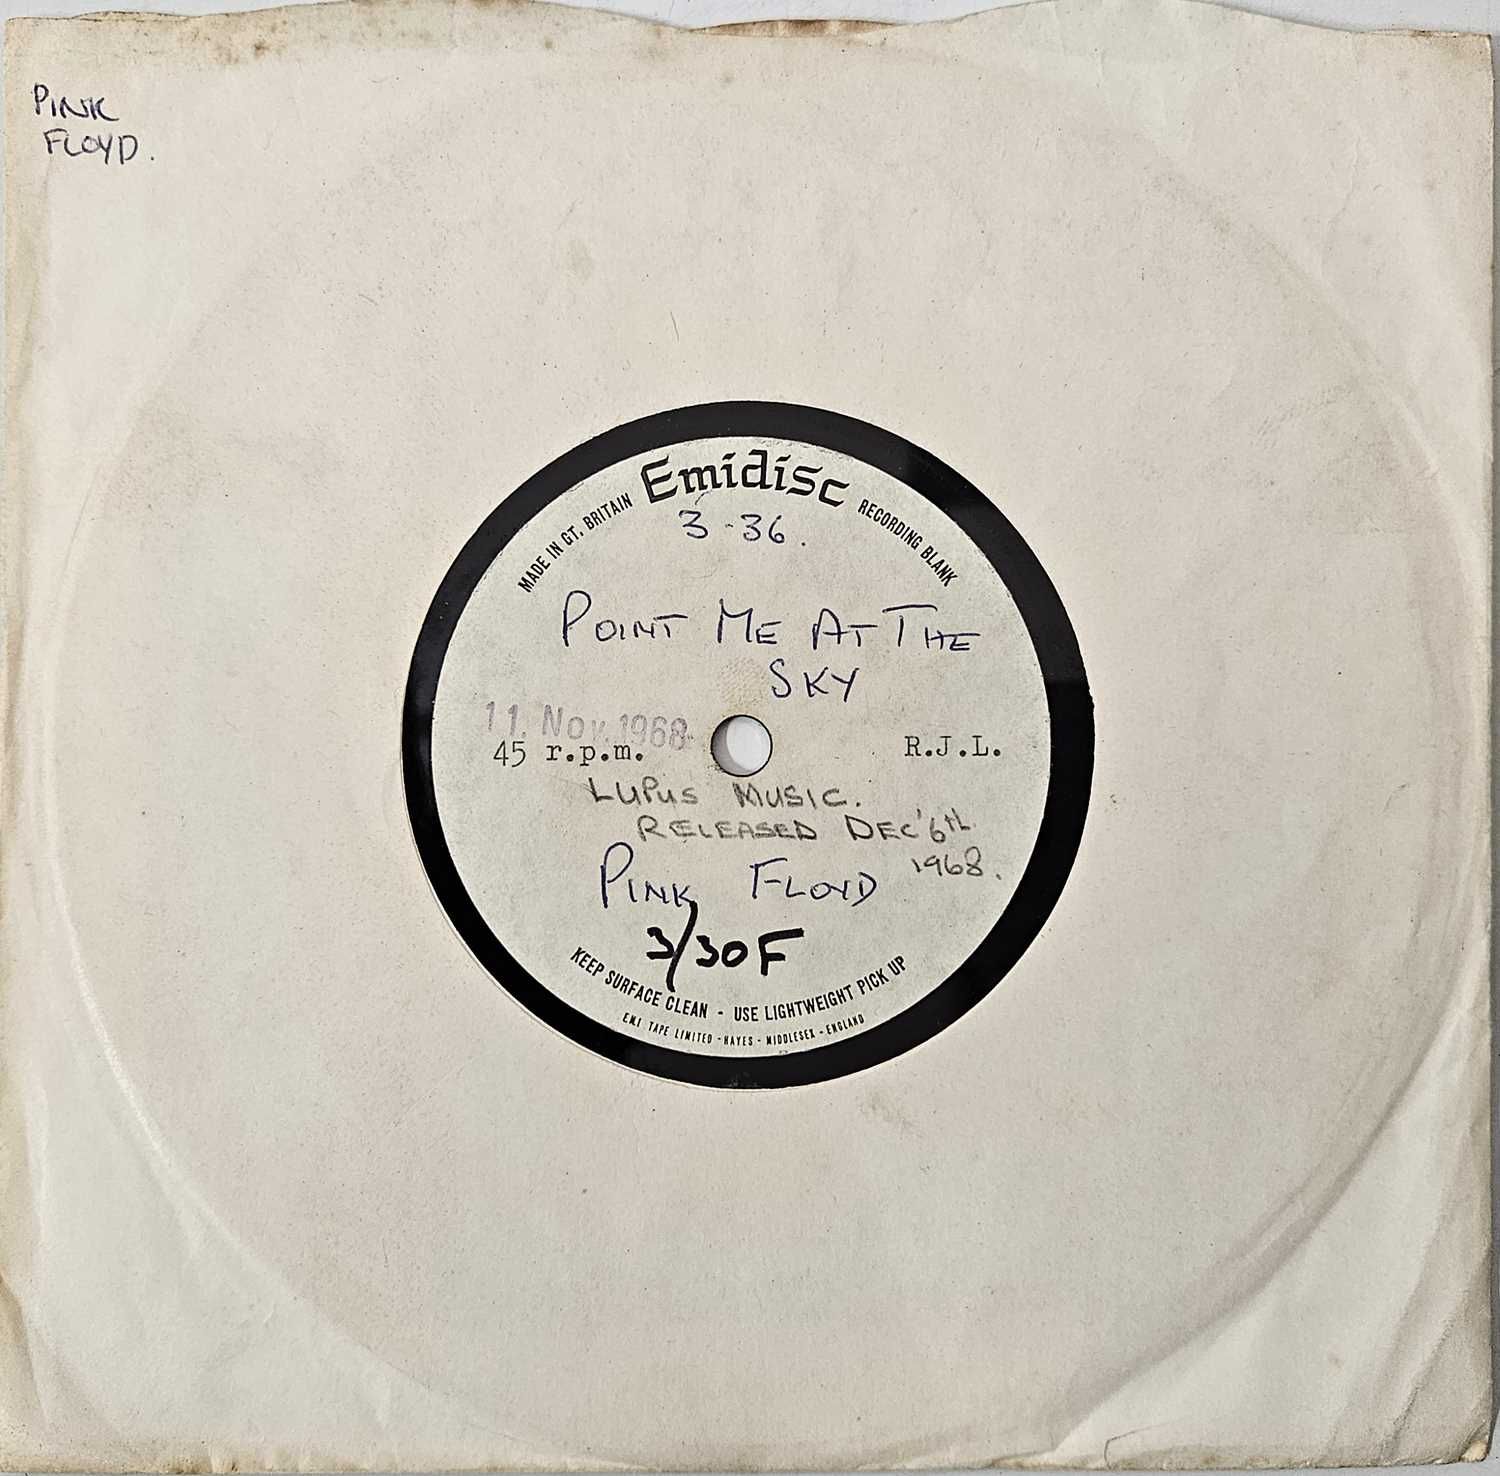 PINK
FLOYD.
Emidisc
MADE IN GT. BRITAIN
RECORDING BLANK
3-36.
POINT ME AT THE
SKY
11. Nov. 1968
45 r.p.m.
R.J.L.
LUPUS MUSIC.
RELEASED DEC' 6th
1968.
PINK FLOYD
3/30F
KEEP SURFACE CLEAN - USE LIGHTWEIGHT PICK UP
E.M.I TAPE LIMITED - HAYES - MIDDLESEX - ENGLAND